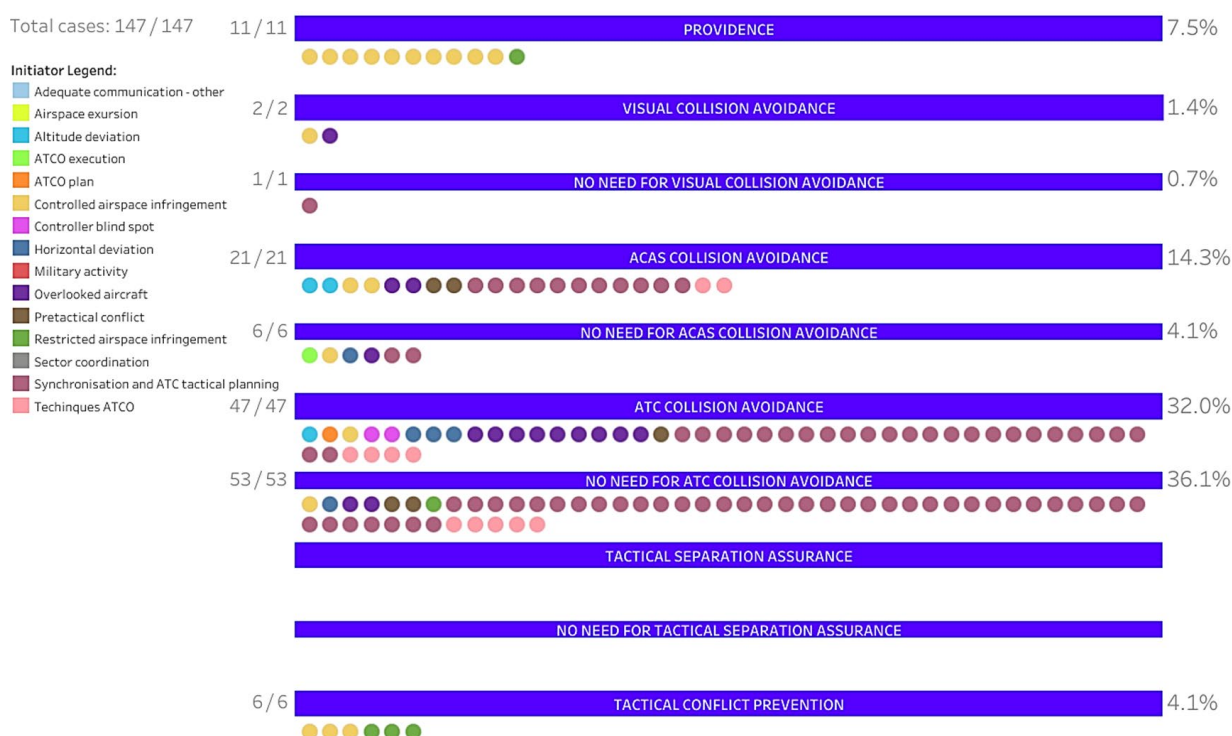 Total cases: 147/147
11/11 PROVIDENCE 7.5%
Initiator Legend:
Adequate communication - other
Airspace exursion
Altitude deviation
ATCO execution
ATCO plan
Controlled airspace infringement
Controller blind spot
Horizontal deviation
Military activity
Overlooked aircraft
Pretactical conflict
Restricted airspace infringement
Sector coordination
Synchronisation and ATC tactical planning
Techinques ATCO
2/2 VISUAL COLLISION AVOIDANCE 1.4%
1/1 NO NEED FOR VISUAL COLLISION AVOIDANCE 0.7%
21/21 ACAS COLLISION AVOIDANCE 14.3%
6/6 NO NEED FOR ACAS COLLISION AVOIDANCE 4.1%
47/47 ATC COLLISION AVOIDANCE 32.0%
53/53 NO NEED FOR ATC COLLISION AVOIDANCE 36.1%
TACTICAL SEPARATION ASSURANCE
NO NEED FOR TACTICAL SEPARATION ASSURANCE
6/6 TACTICAL CONFLICT PREVENTION 4.1%